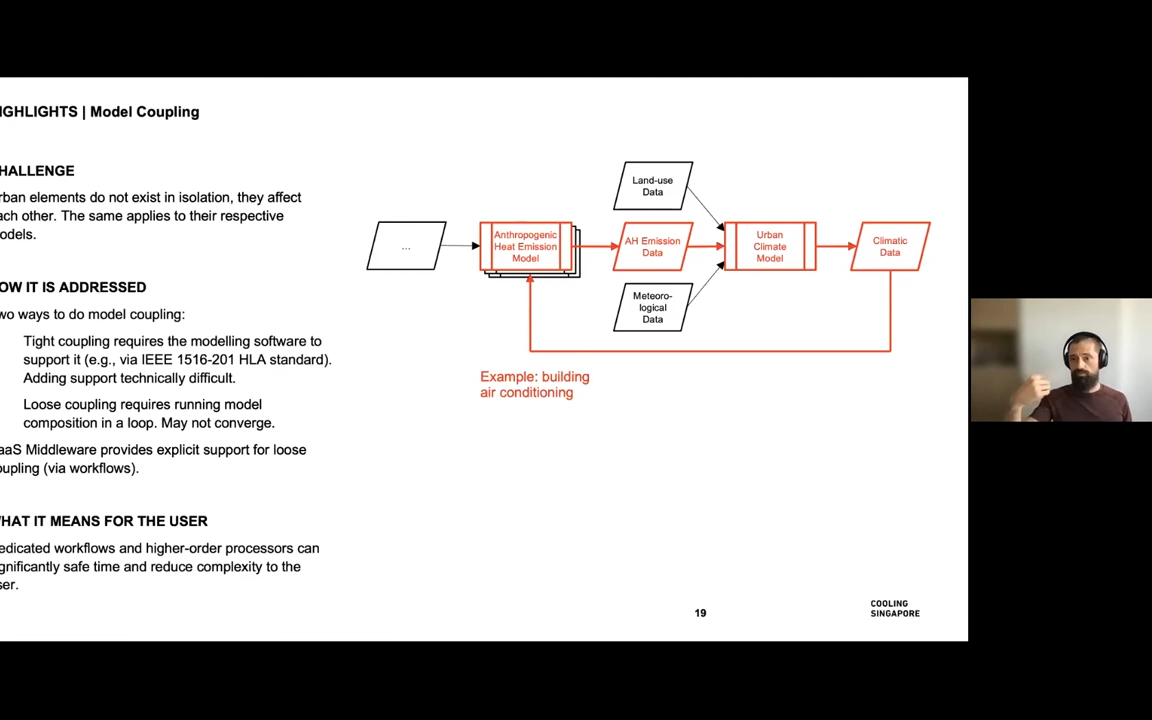 IGHLIGHTS | Model Coupling
HALLENGE
rban elements do not exist in isolation, they affect
ach other. The same applies to their respective
odels.
OW IT IS ADDRESSED
wo ways to do model coupling:
Tight coupling requires the modelling software to
support it (e.g., via IEEE 1516-201 HLA standard).
Adding support technically difficult.
Loose coupling requires running model
composition in a loop. May not converge.
aaS Middleware provides explicit support for loose
oupling (via workflows).
HAT IT MEANS FOR THE USER
edicated workflows and higher-order processors can
gnificantly safe time and reduce complexity to the
ser.
...
Anthropogenic
Heat Emission
Model
Land-use
Data
AH Emission
Data
Meteoro-
logical
Data
Urban
Climate
Model
Climatic
Data
Example: building
air conditioning
19
COOLING
SINGAPORE